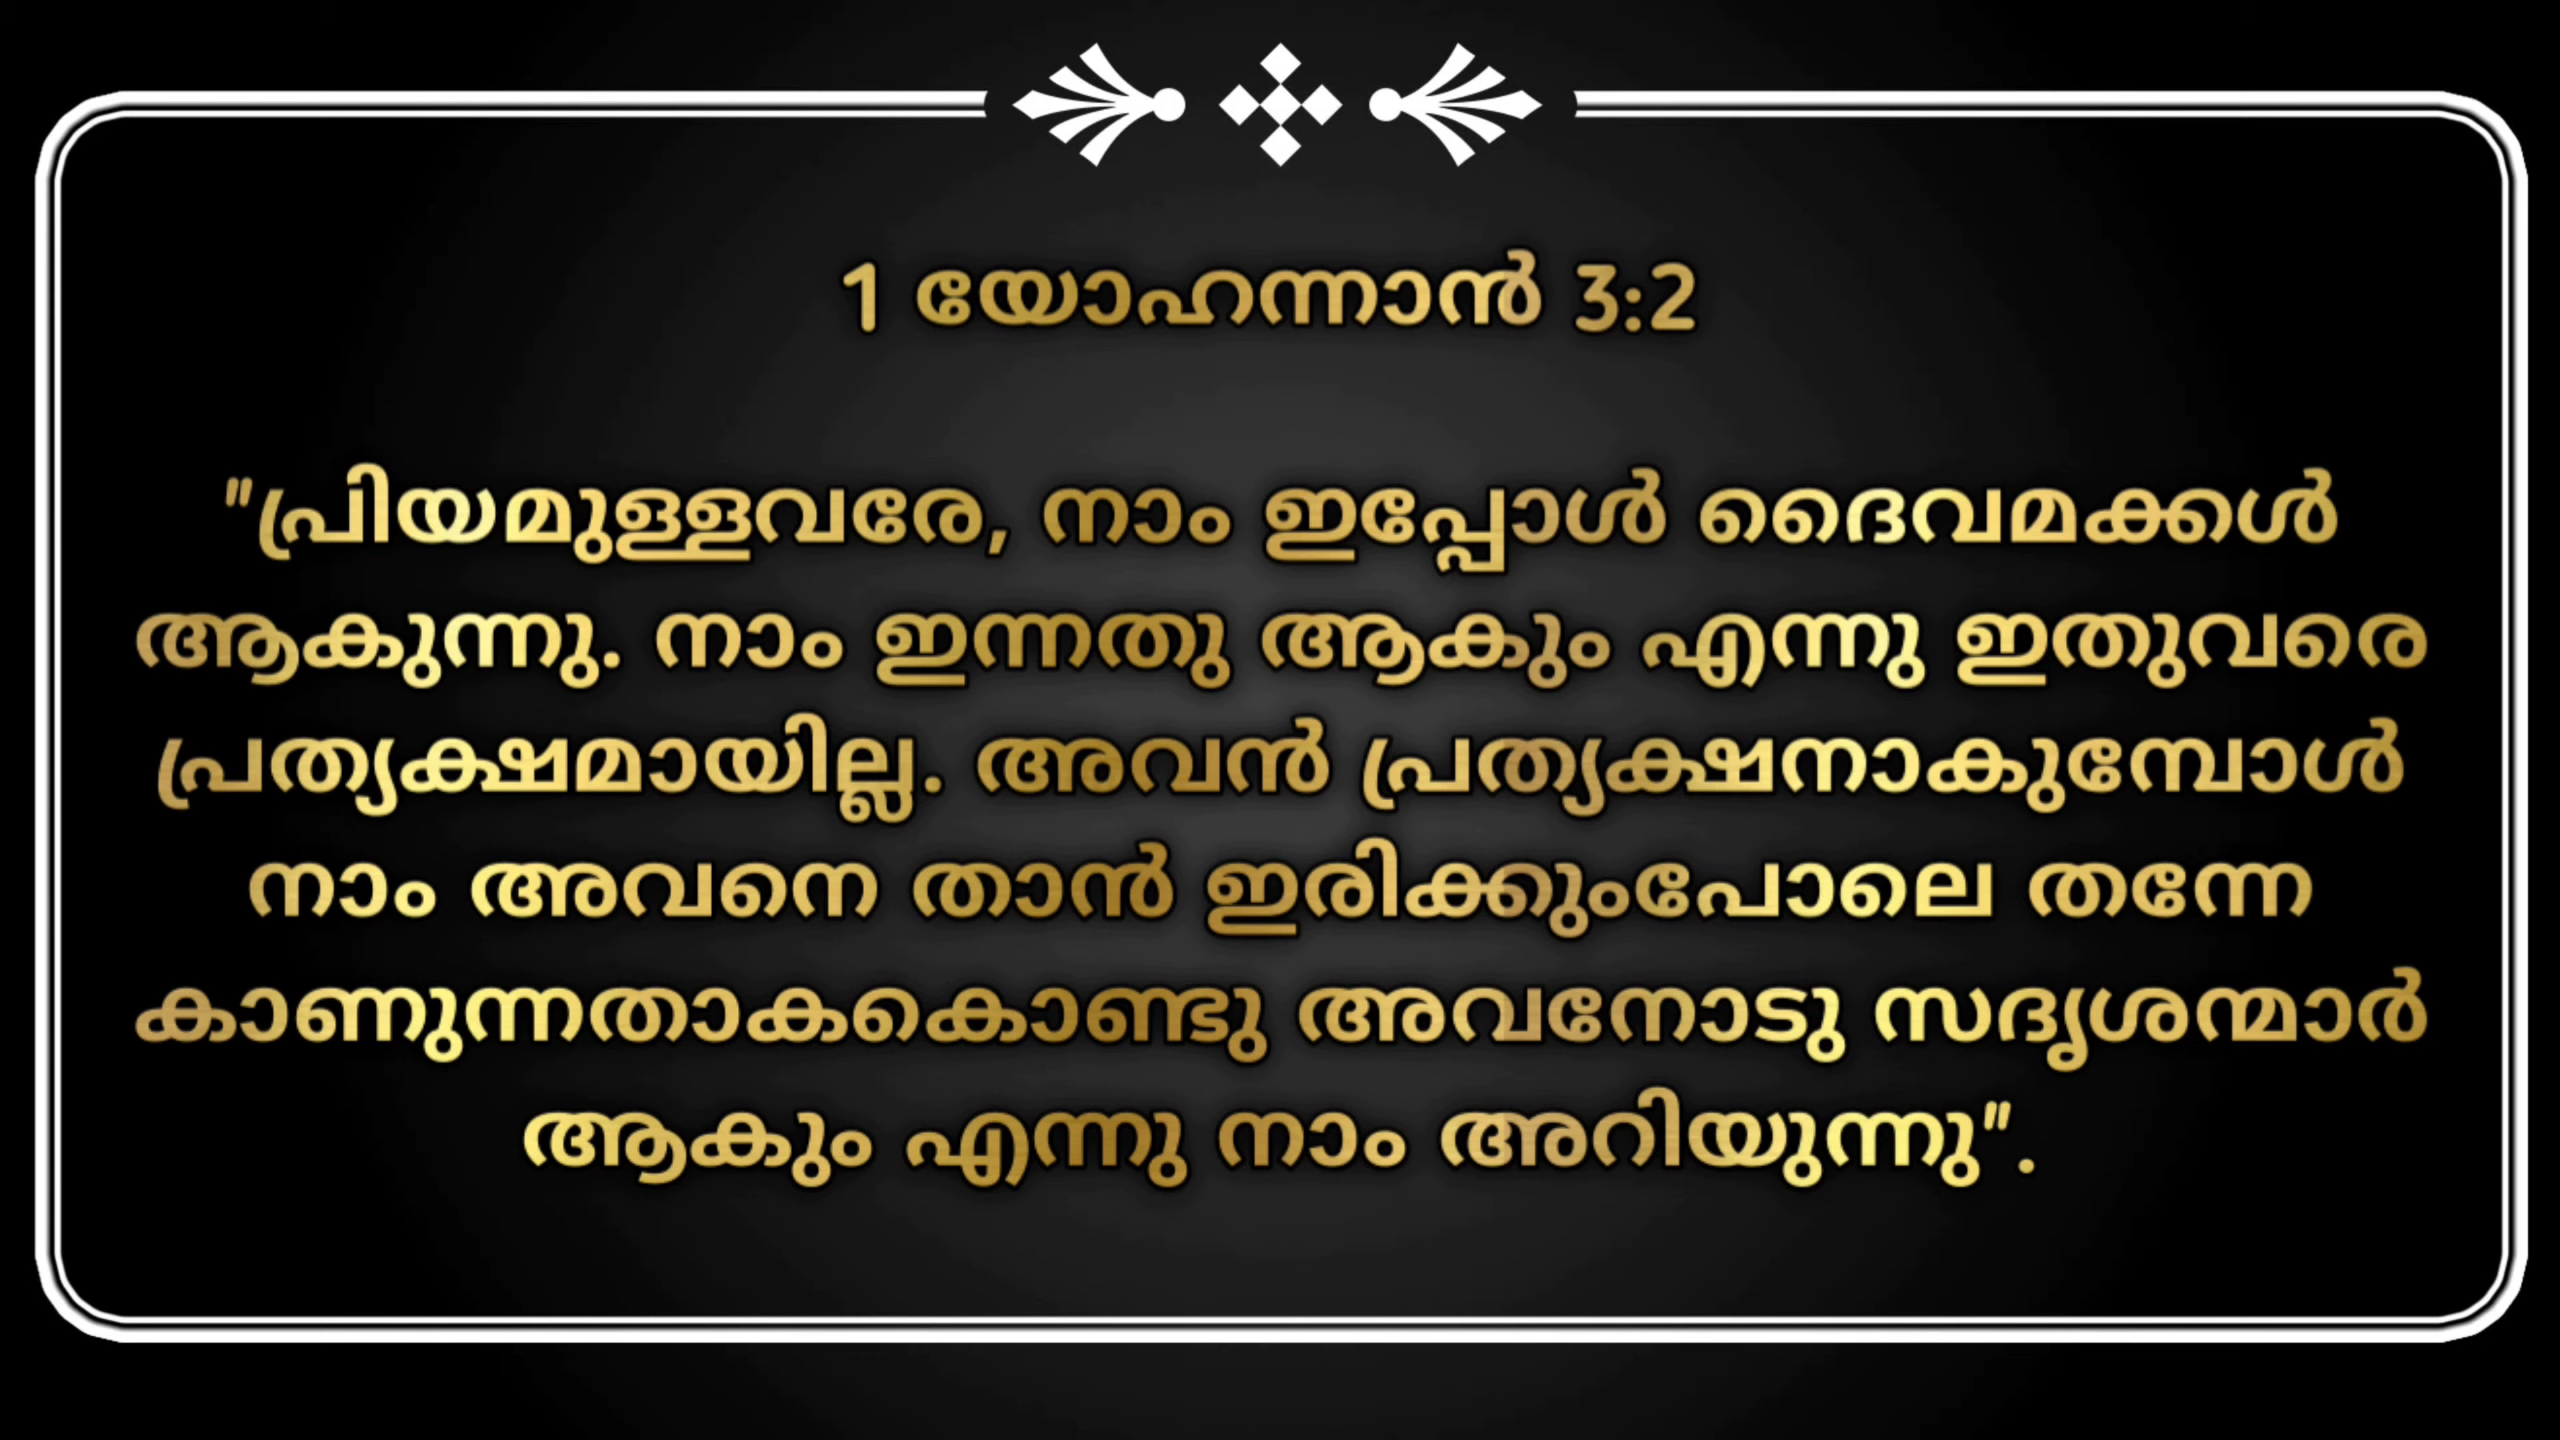 1 യോഹന്നാൻ 3:2
"പ്രിയമുള്ളവരേ, നാം ഇപ്പോൾ ദൈവമക്കൾ
ആകുന്നു. നാം ഇന്നതു ആകും എന്നു ഇതുവരെ
പ്രത്യക്ഷമായില്ല. അവൻ പ്രത്യക്ഷനാകുമ്പോൾ
നാം അവനെ താൻ ഇരിക്കുംപോലെ തന്നേ
കാണുന്നതാകകൊണ്ടു അവനോടു സദൃശന്മാർ
ആകും എന്നു നാം അറിയുന്നു".